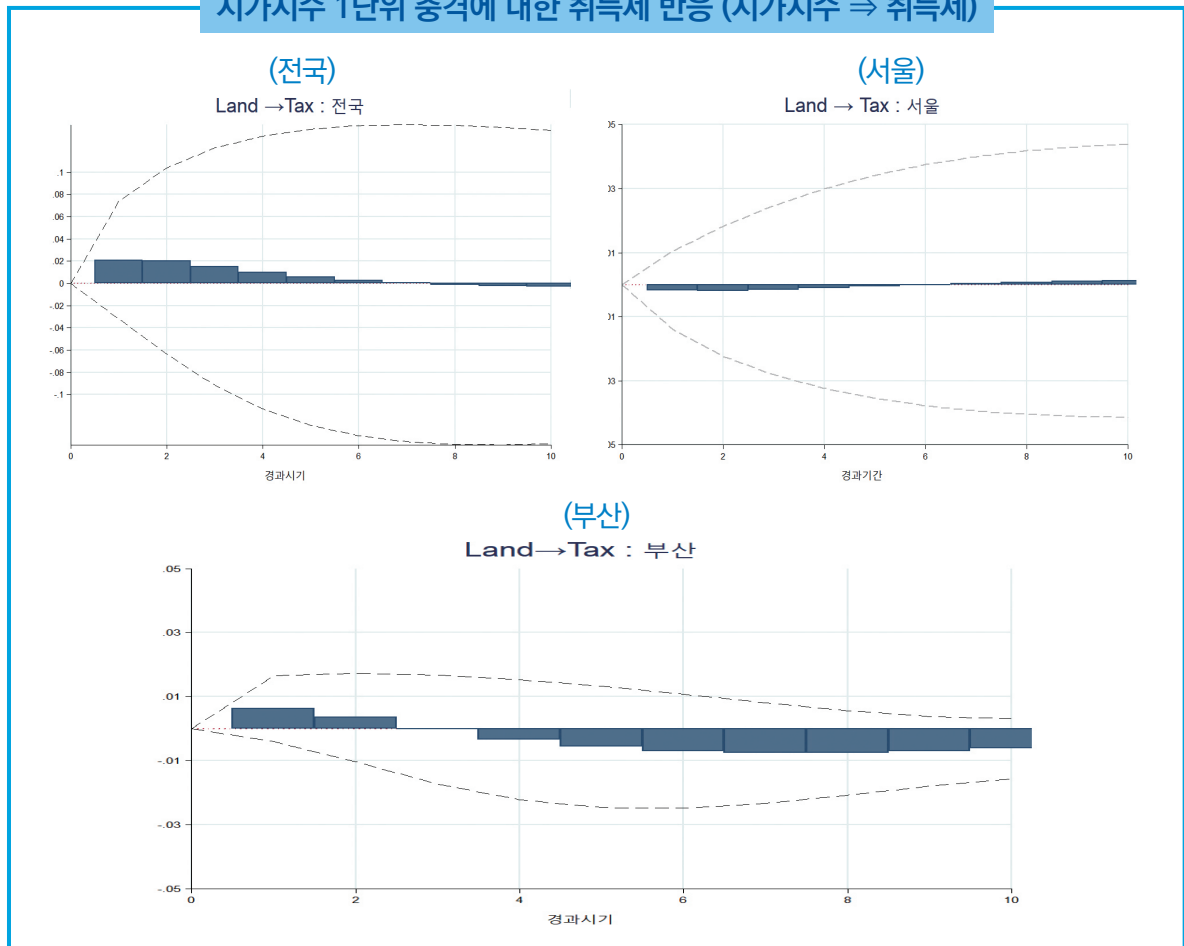 시가지수 1단위 충격에 대한 취득세 반응 (시가지수 ⇒ 취득세)
(전국)
Land →Tax : 전국
.1
.08
.06
.04
.02
0
-.02
-.04
-.06
-.08
-.1
0 2 4 6 8 10
경과시기
(서울)
Land → Tax : 서울
0 2 4 6 8 10
경과기간
(부산)
Land→Tax : 부산
.05
.03
.01
-.01
-.03
-.05
0 2 4 6 8 10
경과시기